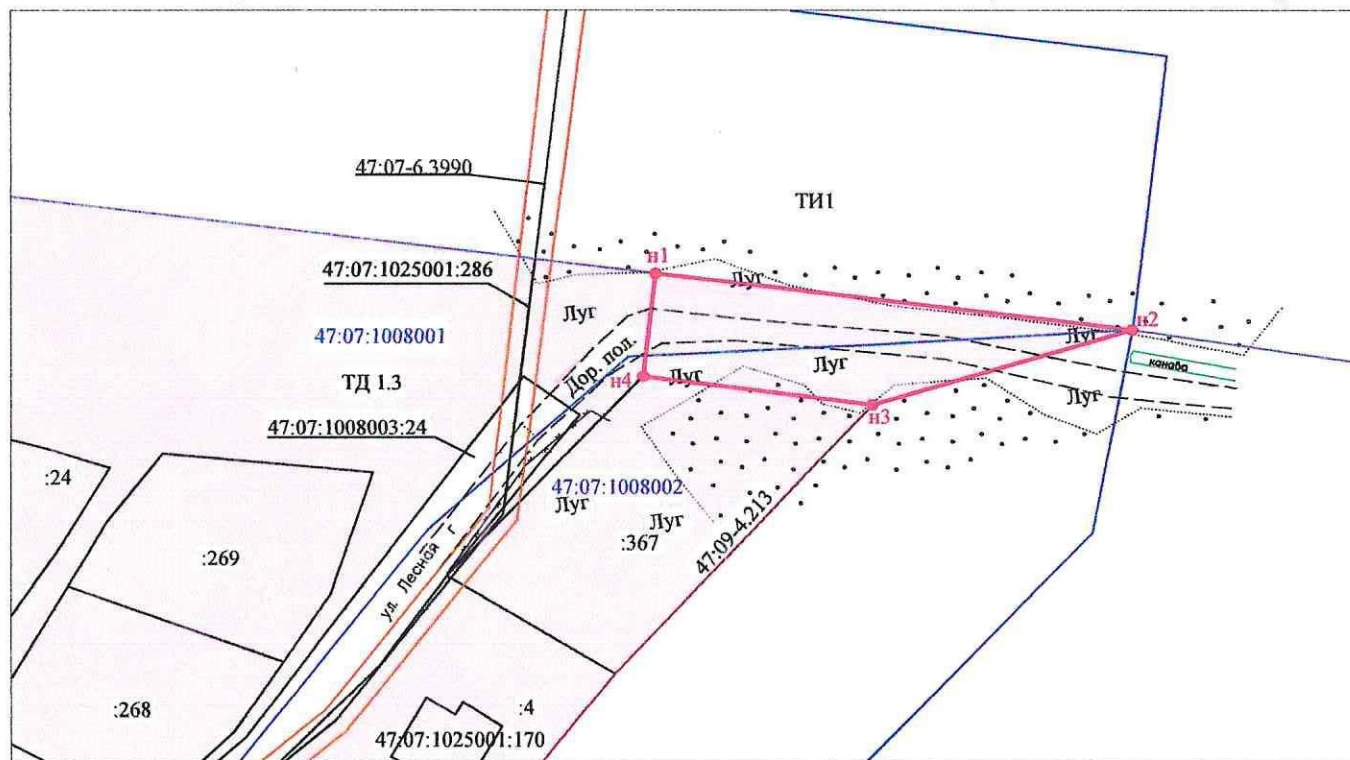 47:07-6.3990
ТИ1
н1
47:07:1025001:286
Луг
Луг
47:07:1008001
н2
Луг
Дор. пол.
канава
Луг
ТД 1.3
н4
Луг
Луг
н3
47:07:1008003:24
:24
47:07:1008002
Луг
Луг
:367
47:09-4.213
ул. Лесная
г
:269
:268
:4
47:07:1025001:170